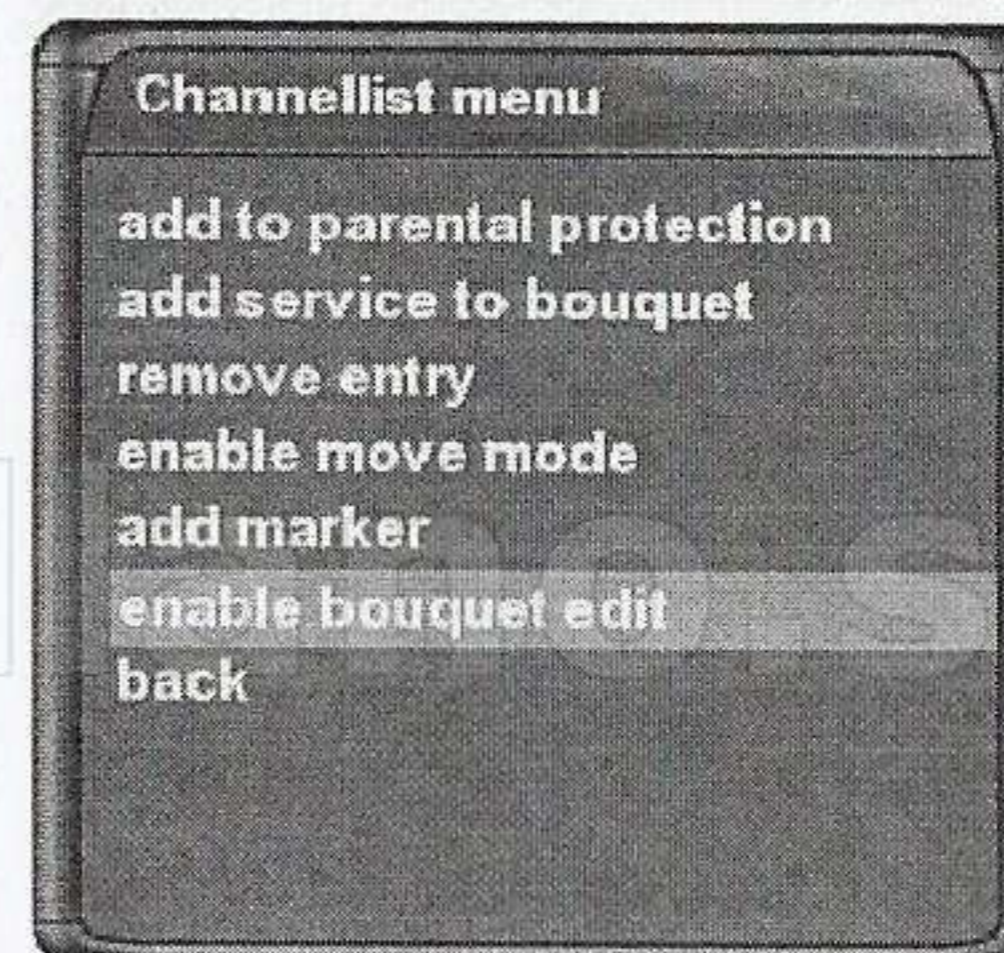 Channellist menu
add to parental protection
add service to bouquet
remove entry
enable move mode
add marker
enable bouquet edit
back